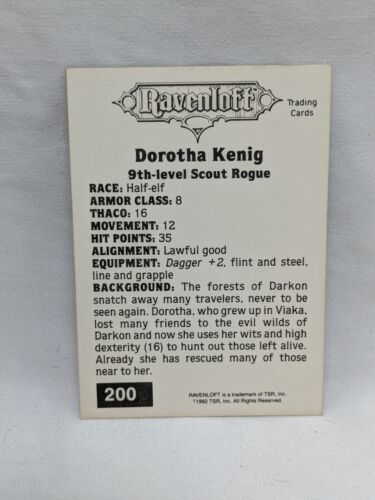 Ravenloft
Trading
Cards
Dorotha Kenig
9th-level Scout Rogue
RACE: Half-elf
ARMOR CLASS: 8
THACO: 16
MOVEMENT: 12
HIT POINTS: 35
ALIGNMENT: Lawful good
EQUIPMENT: Dagger +2, flint and steel,
line and grapple
BACKGROUND: The forests of Darkon
snatch away many travelers, never to be
seen again. Dorotha, who grew up in Viaka,
lost many friends to the evil wilds of
Darkon and now she uses her wits and high
dexterity (16) to hunt out those left alive.
Already she has rescued many of those
near to her.
200
RAVENLOFT is a trademark of TSR, Inc.
©1992 TSR, Inc. All Rights Reserved.